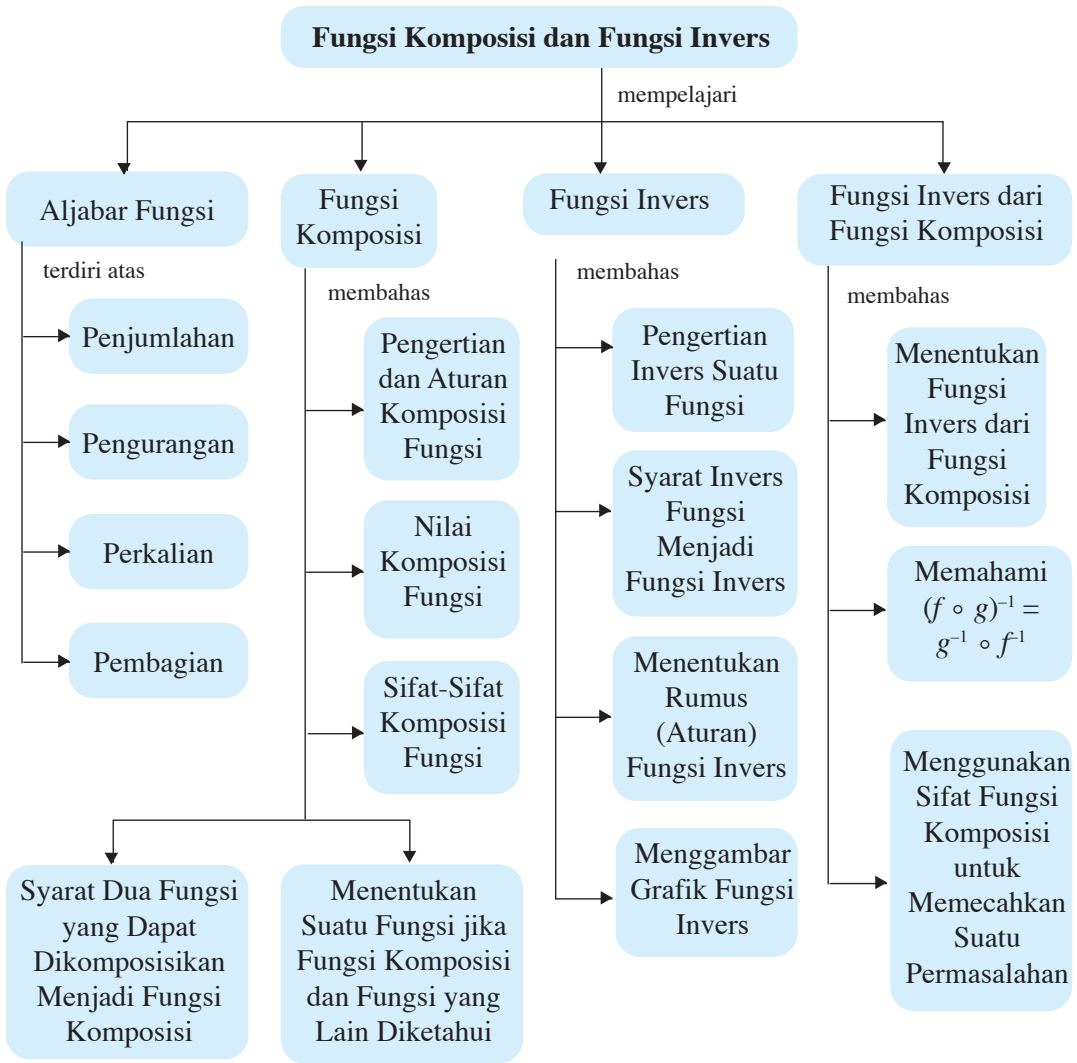 Fungsi Komposisi dan Fungsi Invers
mempelajari
Aljabar Fungsi
terdiri atas
Penjumlahan
Pengurangan
Perkalian
Pembagian
Fungsi
Komposisi
membahas
Pengertian
dan Aturan
Komposisi
Fungsi
Nilai
Komposisi
Fungsi
Sifat-Sifat
Komposisi
Fungsi
Syarat Dua Fungsi
yang Dapat
Dikomposisikan
Menjadi Fungsi
Komposisi
Menentukan
Suatu Fungsi jika
Fungsi Komposisi
dan Fungsi yang
Lain Diketahui
Fungsi Invers
membahas
Pengertian
Invers Suatu
Fungsi
Syarat Invers
Fungsi
Menjadi
Fungsi Invers
Menentukan
Rumus
(Aturan)
Fungsi Invers
Menggambar
Grafik Fungsi
Invers
Fungsi Invers dari
Fungsi Komposisi
membahas
Menentukan
Fungsi
Invers dari
Fungsi
Komposisi
Memahami
(f ∘ g)⁻¹ =
g⁻¹ ∘ f⁻¹
Menggunakan
Sifat Fungsi
Komposisi
untuk
Memecahkan
Suatu
Permasalahan